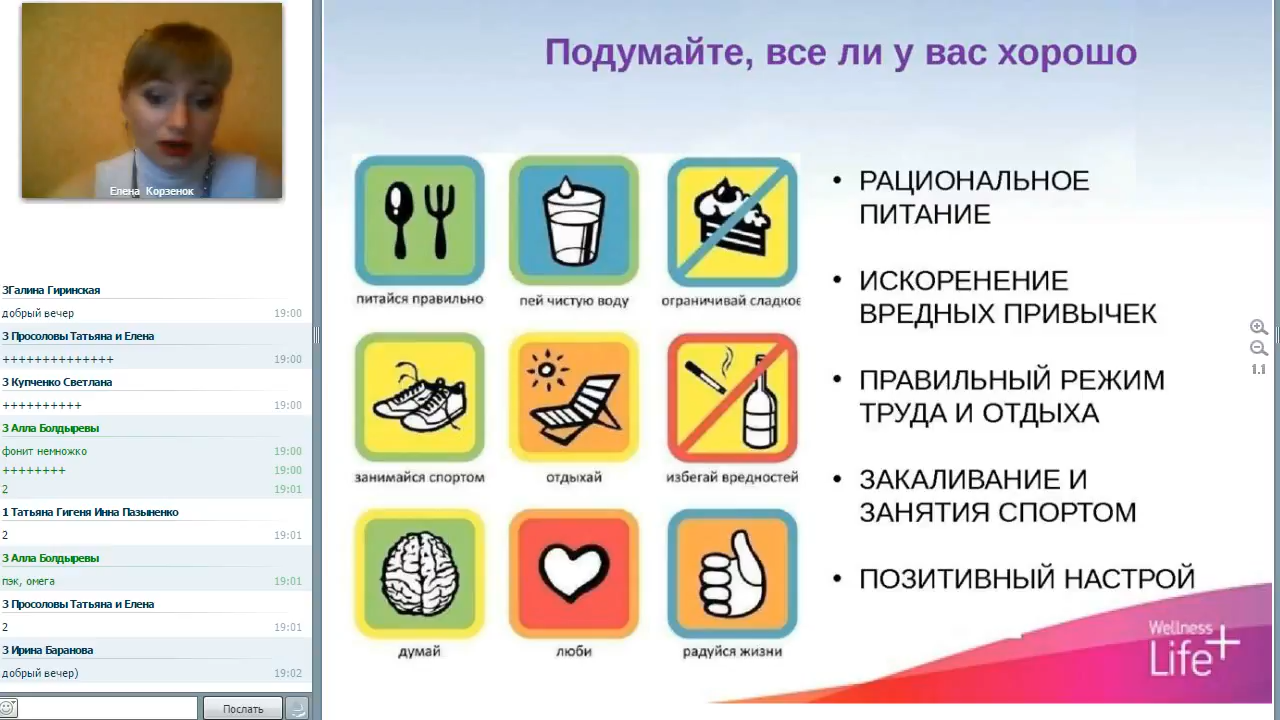 Елена Корзенок
3Галина Гиринская
добрый вечер 19:00
3 Просоловы Татьяна и Елена
++++++++++++++ 19:00
3 Купченко Светлана
++++++++++ 19:00
3 Алла Болдыревы
фонит немножко 19:00
++++++++ 19:00
2 19:01
1 Татьяна Гигеня Инна Пазыненко
2 19:01
3 Алла Болдыревы
пэк, омега 19:01
3 Просоловы Татьяна и Елена
2 19:01
3 Ирина Баранова
добрый вечер) 19:02
Послать
Подумайте, все ли у вас хорошо
питайся правильно
пей чистую воду
ограничивай сладкое
занимайся спортом
отдыхай
избегай вредностей
думай
люби
радуйся жизни
• РАЦИОНАЛЬНОЕ
ПИТАНИЕ
• ИСКОРЕНЕНИЕ
ВРЕДНЫХ ПРИВЫЧЕК
• ПРАВИЛЬНЫЙ РЕЖИМ
ТРУДА И ОТДЫХА
• ЗАКАЛИВАНИЕ И
ЗАНЯТИЯ СПОРТОМ
• ПОЗИТИВНЫЙ НАСТРОЙ
1.1
Wellness
Life+